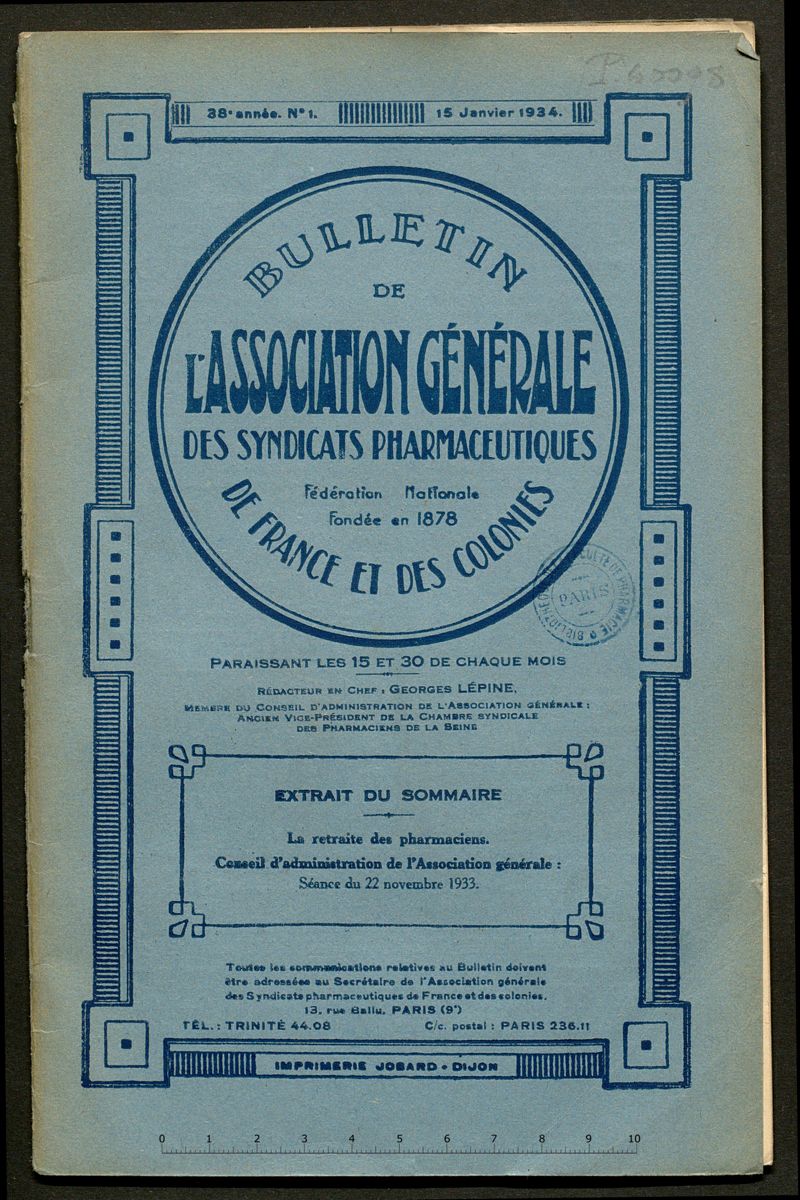 38e année. N° 1. 15 Janvier 1934.
BULLETIN
DE
L'ASSOCIATION GÉNÉRALE
DES SYNDICATS PHARMACEUTIQUES
Fédération Nationale
Fondée en 1878
DE FRANCE ET DES COLONIES
PARIS
PARAISSANT LES 15 ET 30 DE CHAQUE MOIS
RÉDACTEUR EN CHEF : GEORGES LÉPINE,
MEMBRE DU CONSEIL D'ADMINISTRATION DE L'ASSOCIATION GÉNÉRALE ;
ANCIEN VICE-PRÉSIDENT DE LA CHAMBRE SYNDICALE
DES PHARMACIENS DE LA SEINE
EXTRAIT DU SOMMAIRE
La retraite des pharmaciens.
Conseil d'administration de l'Association générale :
Séance du 22 novembre 1933.
Toutes les communications relatives au Bulletin doivent
être adressées au Secrétaire de l'Association générale
des Syndicats pharmaceutiques de France et des colonies,
13, rue Ballu, PARIS (9e)
TÉL. : TRINITÉ 44.08 C/c. postal : PARIS 236.11
IMPRIMERIE JOBARD • DIJON
0 1 2 3 4 5 6 7 8 9 10